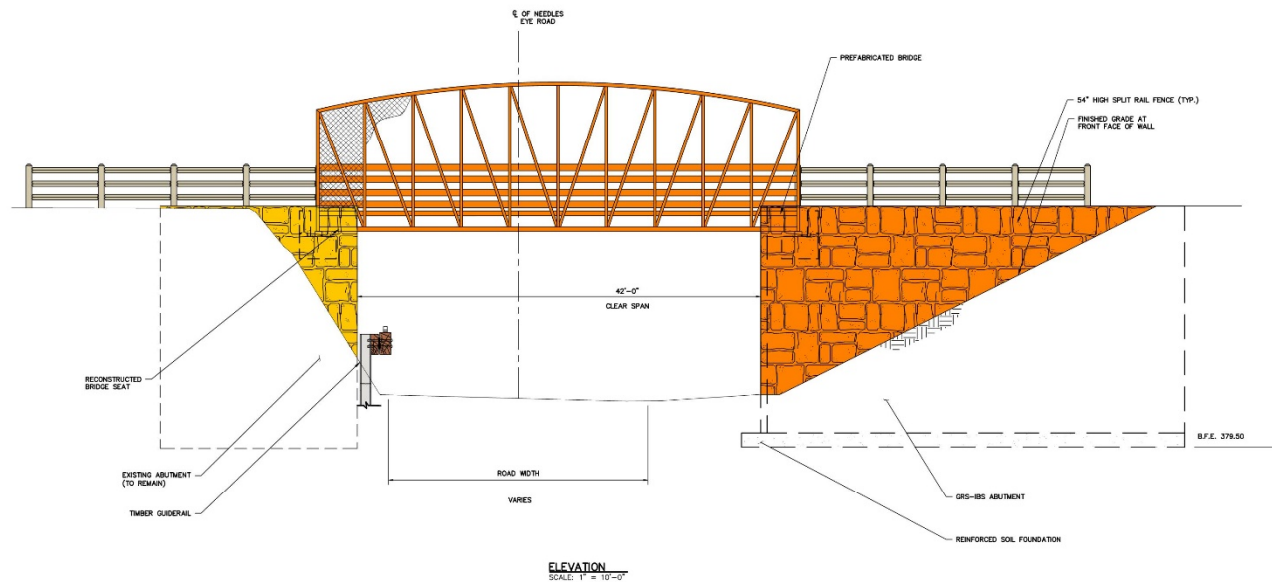 ℄ OF NEEDLES
EYE ROAD
PREFABRICATED BRIDGE
54" HIGH SPLIT RAIL FENCE (TYP.)
FINISHED GRADE AT
FRONT FACE OF WALL
42'-0"
CLEAR SPAN
RECONSTRUCTED
BRIDGE SEAT
B.F.E. 379.50
EXISTING ABUTMENT
(TO REMAIN)
ROAD WIDTH
VARIES
GRS-IBS ABUTMENT
TIMBER GUIDERAIL
REINFORCED SOIL FOUNDATION
ELEVATION
SCALE: 1" = 10'-0"